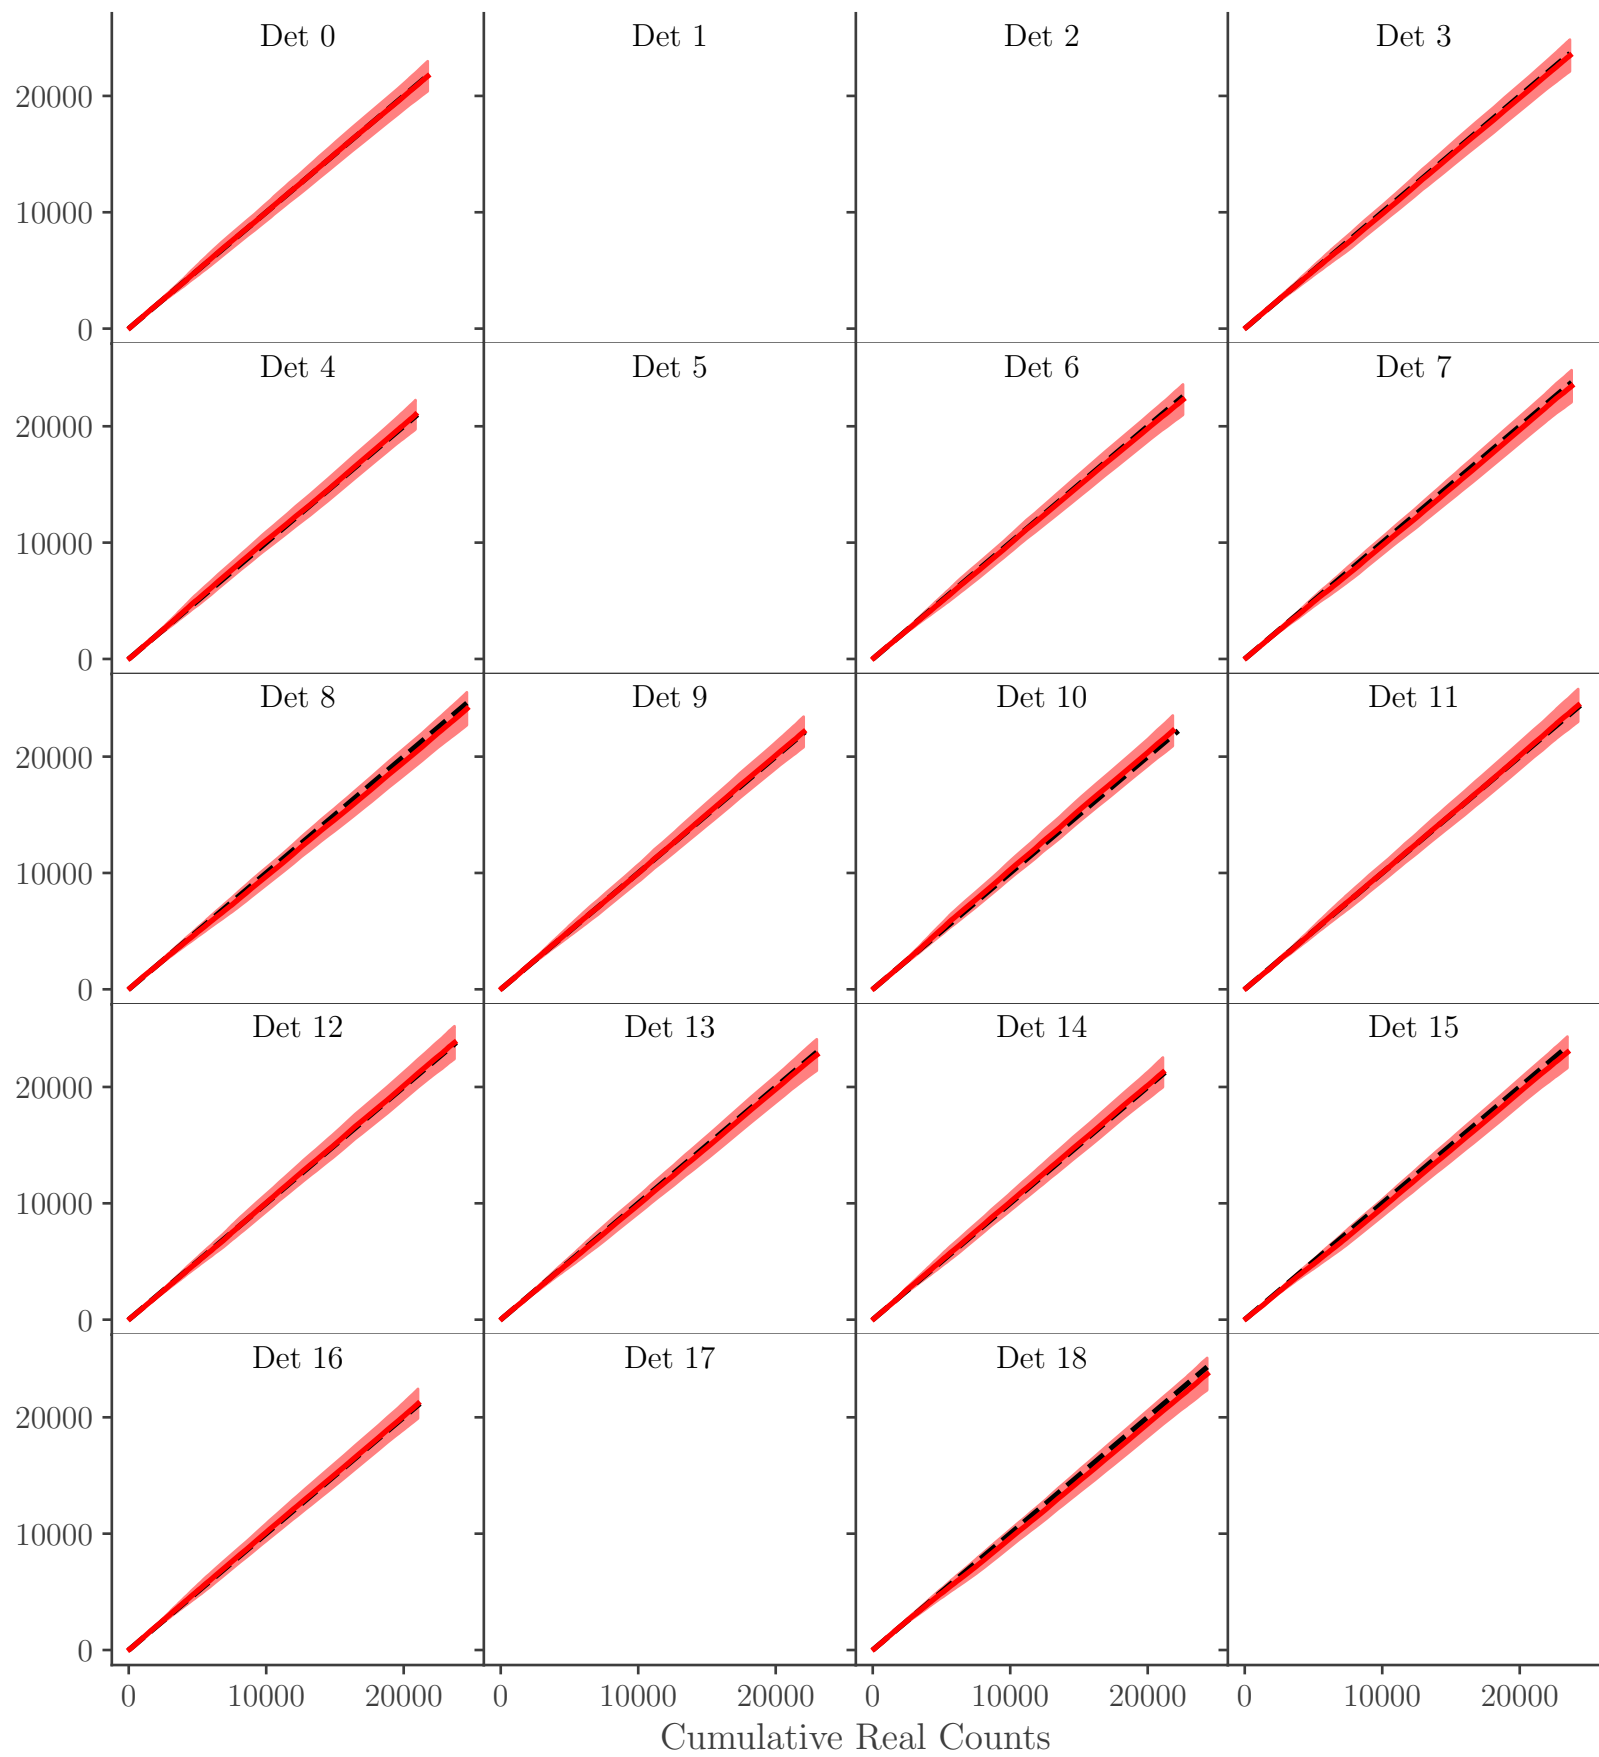 Det 0 Det 1 Det 2 Det 3
20000
10000
0
Det 4 Det 5 Det 6 Det 7
20000
10000
0
Det 8 Det 9 Det 10 Det 11
20000
10000
0
Det 12 Det 13 Det 14 Det 15
20000
10000
0
Det 16 Det 17 Det 18
20000
10000
0
0 10000 20000 0 10000 20000 0 10000 20000 0 10000 20000
Cumulative Real Counts